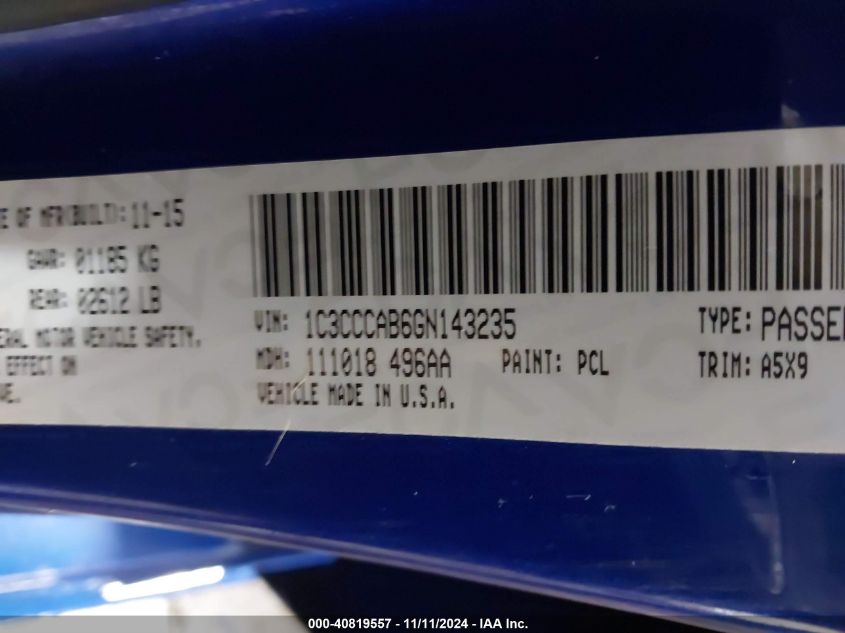 E OF MFR(BUILT): 11-15
GAWR: 01185 KG
REAR: 02612 LB
ERAL MOTOR VEHICLE SAFETY,
EFFECT ON
VE.
VIN: 1C3CCCAB6GN143235
TYPE: PASSE
MDH: 111018 496AA PAINT: PCL
TRIM: A5X9
VEHICLE MADE IN U.S.A.
000-40819557 - 11/11/2024 - IAA Inc.